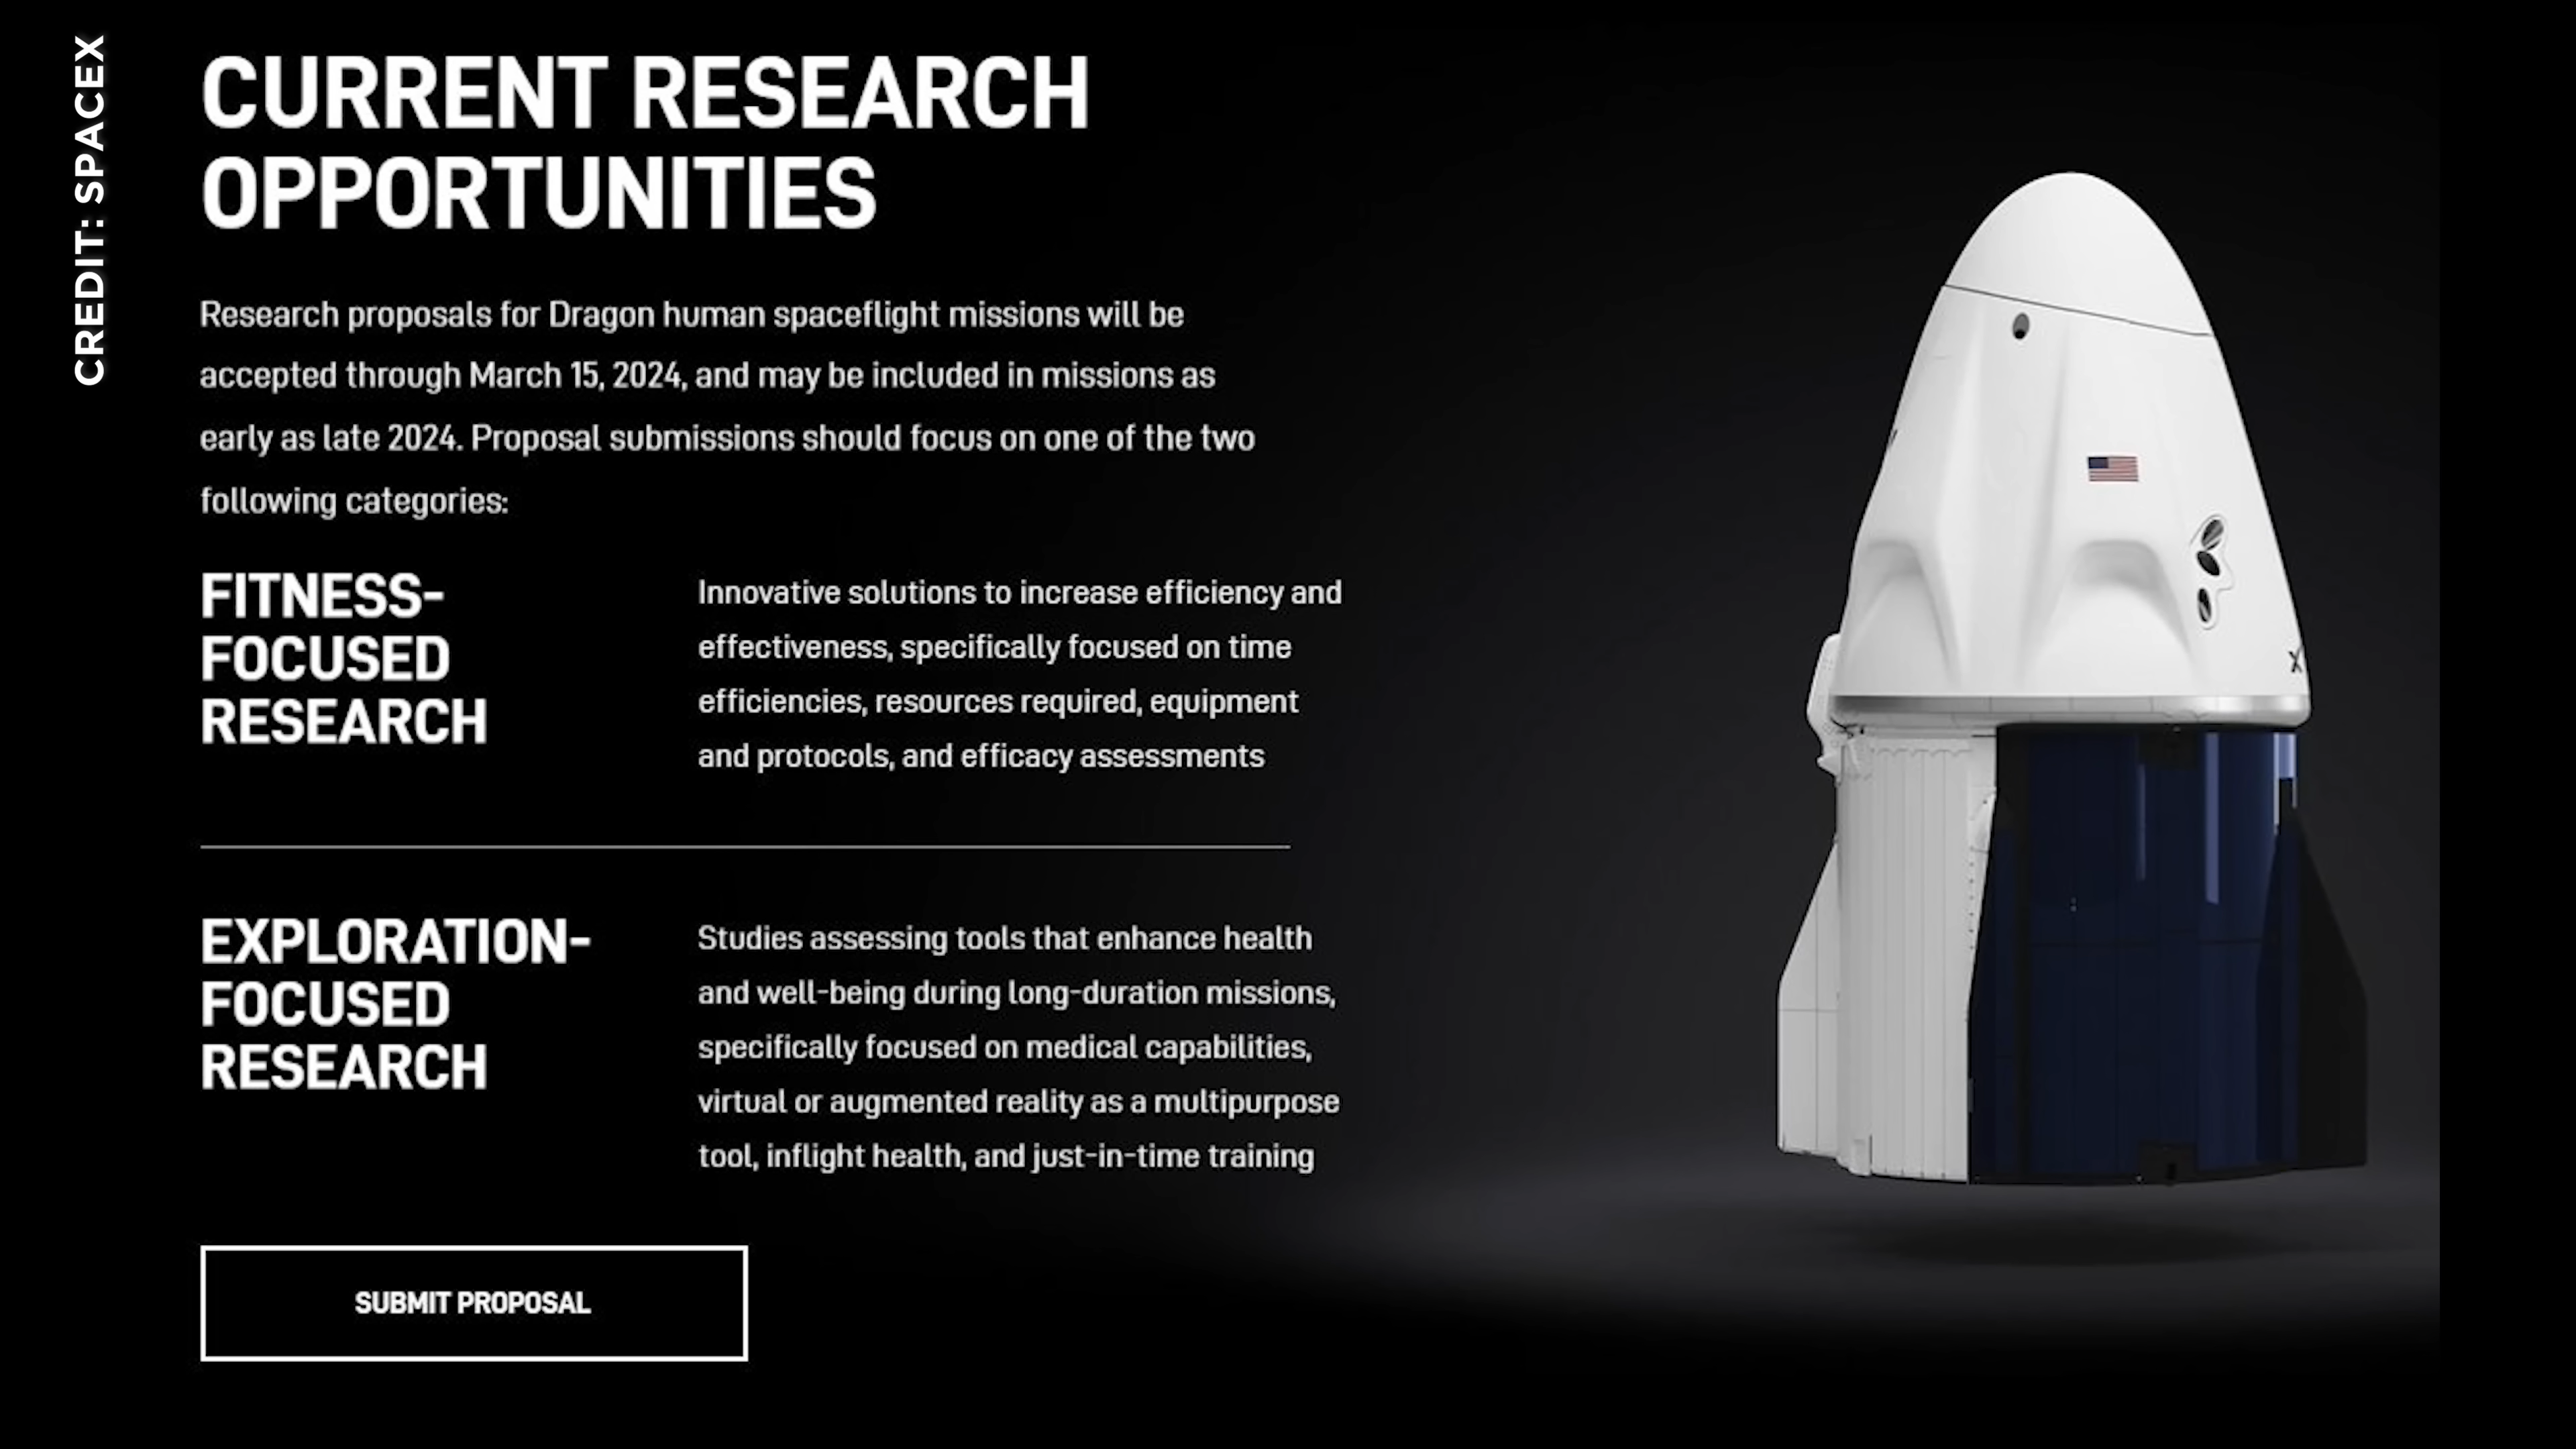 CREDIT: SPACEX
CURRENT RESEARCH
OPPORTUNITIES
Research proposals for Dragon human spaceflight missions will be
accepted through March 15, 2024, and may be included in missions as
early as late 2024. Proposal submissions should focus on one of the two
following categories:
FITNESS-
FOCUSED
RESEARCH
Innovative solutions to increase efficiency and
effectiveness, specifically focused on time
efficiencies, resources required, equipment
and protocols, and efficacy assessments
EXPLORATION-
FOCUSED
RESEARCH
Studies assessing tools that enhance health
and well-being during long-duration missions,
specifically focused on medical capabilities,
virtual or augmented reality as a multipurpose
tool, inflight health, and just-in-time training
SUBMIT PROPOSAL
X